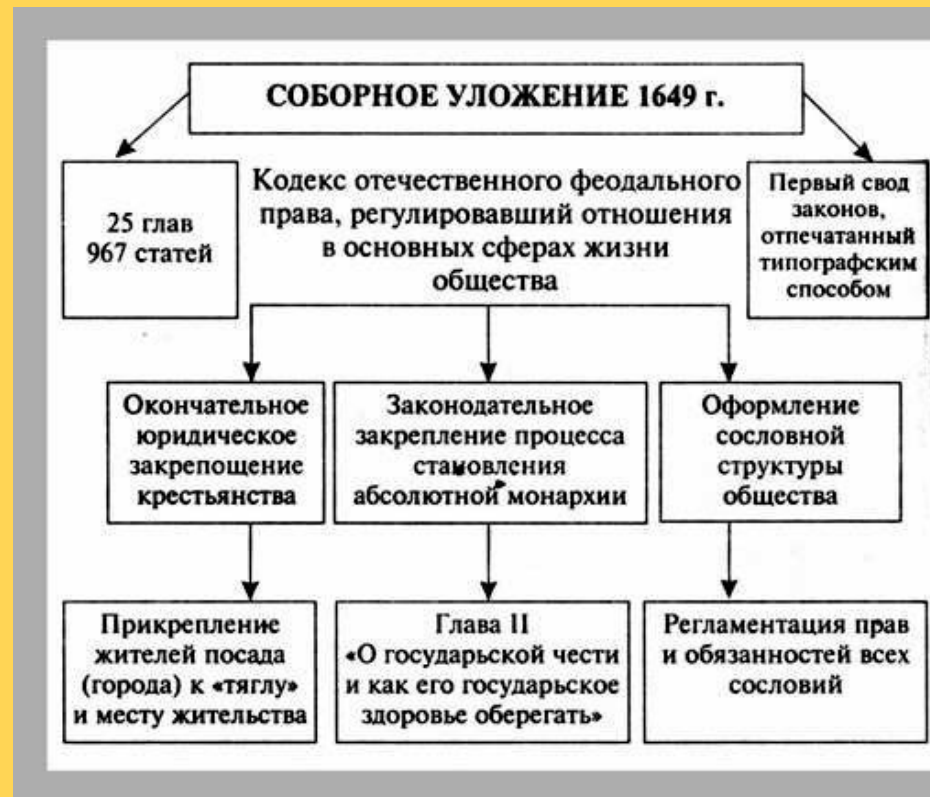 СОБОРНОЕ УЛОЖЕНИЕ 1649 г.
25 глав
967 статей
Кодекс отечественного феодального
права, регулировавший отношения
в основных сферах жизни
общества
Первый свод
законов,
отпечатанный
типографским
способом
Окончательное
юридическое
закрепощение
крестьянства
Законодательное
закрепление процесса
становления
абсолютной монархии
Оформление
сословной
структуры
общества
Прикрепление
жителей посада
(города) к «тяглу»
и месту жительства
Глава II
«О государьской чести
и как его государьское
здоровье оберегать»
Регламентация прав
и обязанностей всех
сословий